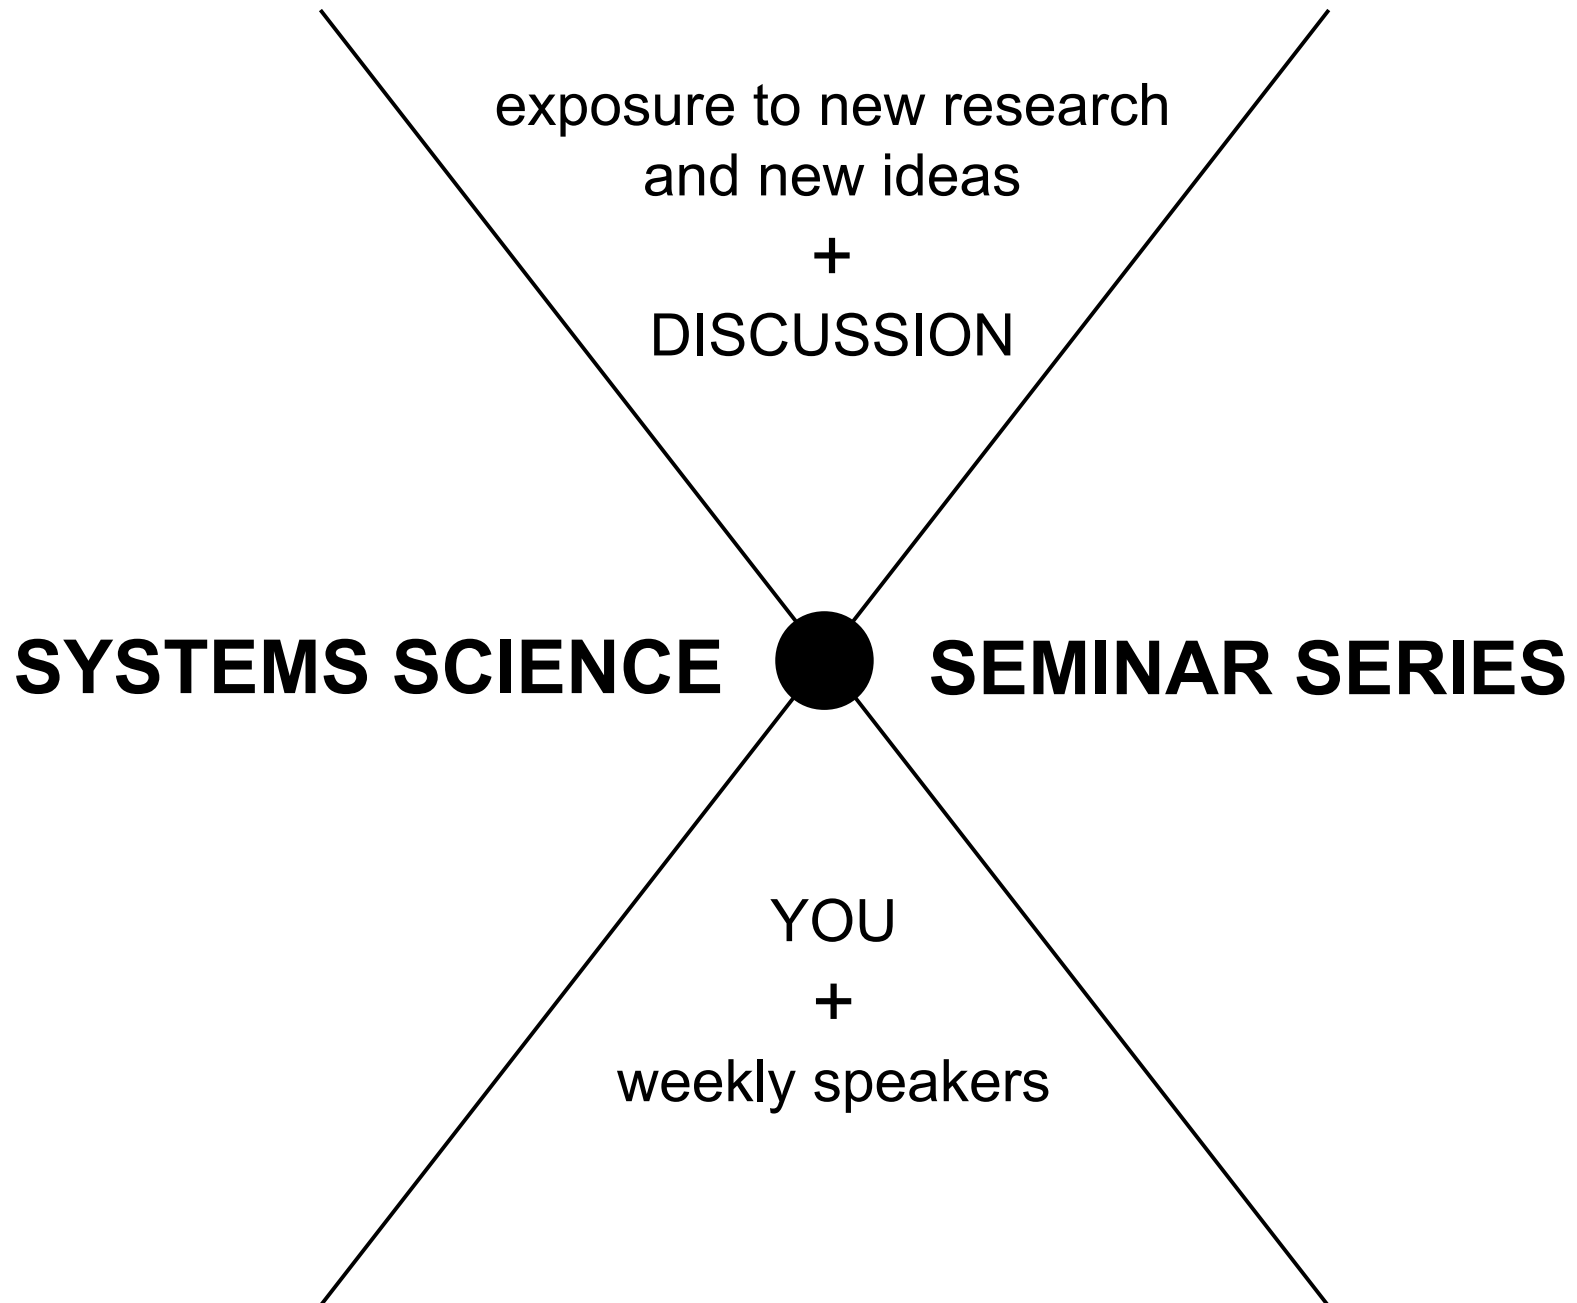 exposure to new research
and new ideas
+
DISCUSSION
SYSTEMS SCIENCE SEMINAR SERIES
YOU
+
weekly speakers